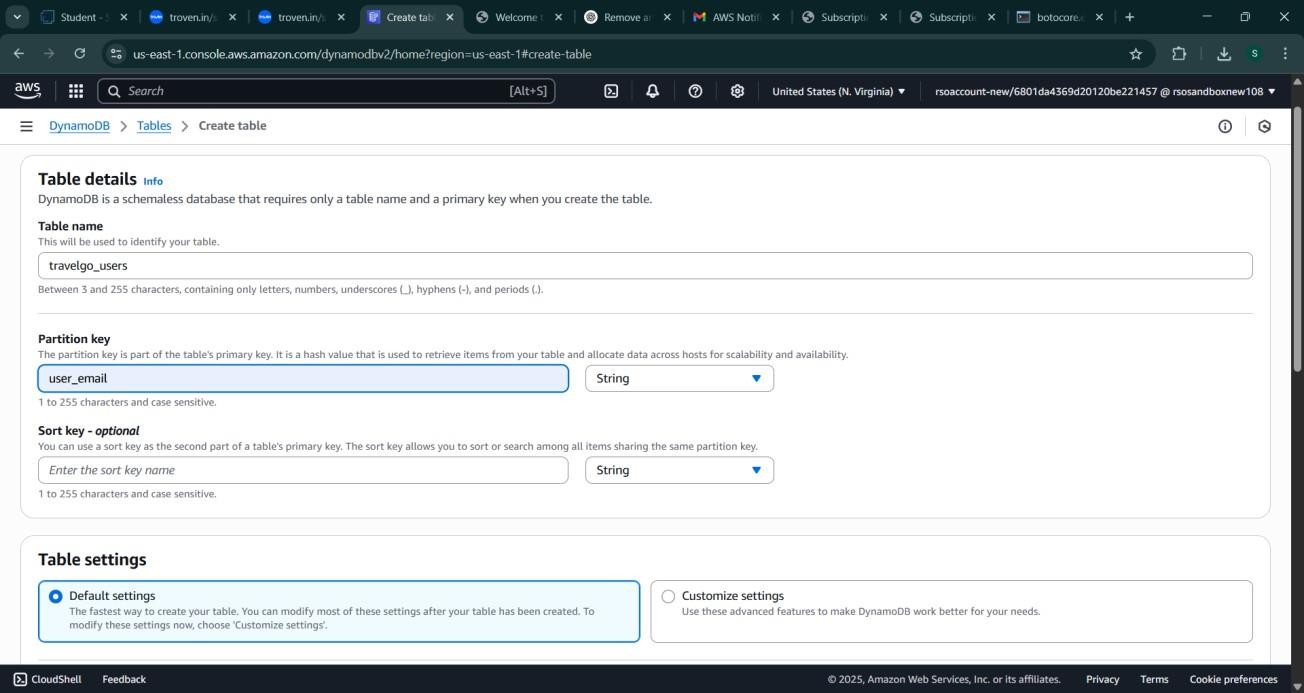 Student - S
troven.in/s
troven.in/s
Create tab
Welcome t
Remove an
AWS Notif
Subscripti
Subscripti
botocore.e
us-east-1.console.aws.amazon.com/dynamodbv2/home?region=us-east-1#create-table
S
aws
Search [Alt+S]
United States (N. Virginia)
rsoaccount-new/6801da4369d20120be221457 @ rsosandboxnew108
DynamoDB
Tables
Create table
Table details Info
DynamoDB is a schemaless database that requires only a table name and a primary key when you create the table.
Table name
This will be used to identify your table.
travelgo_users
Between 3 and 255 characters, containing only letters, numbers, underscores (_), hyphens (-), and periods (.).
Partition key
The partition key is part of the table's primary key. It is a hash value that is used to retrieve items from your table and allocate data across hosts for scalability and availability.
user_email
String
1 to 255 characters and case sensitive.
Sort key - optional
You can use a sort key as the second part of a table's primary key. The sort key allows you to sort or search among all items sharing the same partition key.
Enter the sort key name
String
1 to 255 characters and case sensitive.
Table settings
Default settings
The fastest way to create your table. You can modify most of these settings after your table has been created. To
modify these settings now, choose 'Customize settings'.
Customize settings
Use these advanced features to make DynamoDB work better for your needs.
CloudShell
Feedback
© 2025, Amazon Web Services, Inc. or its affiliates.
Privacy
Terms
Cookie preferences